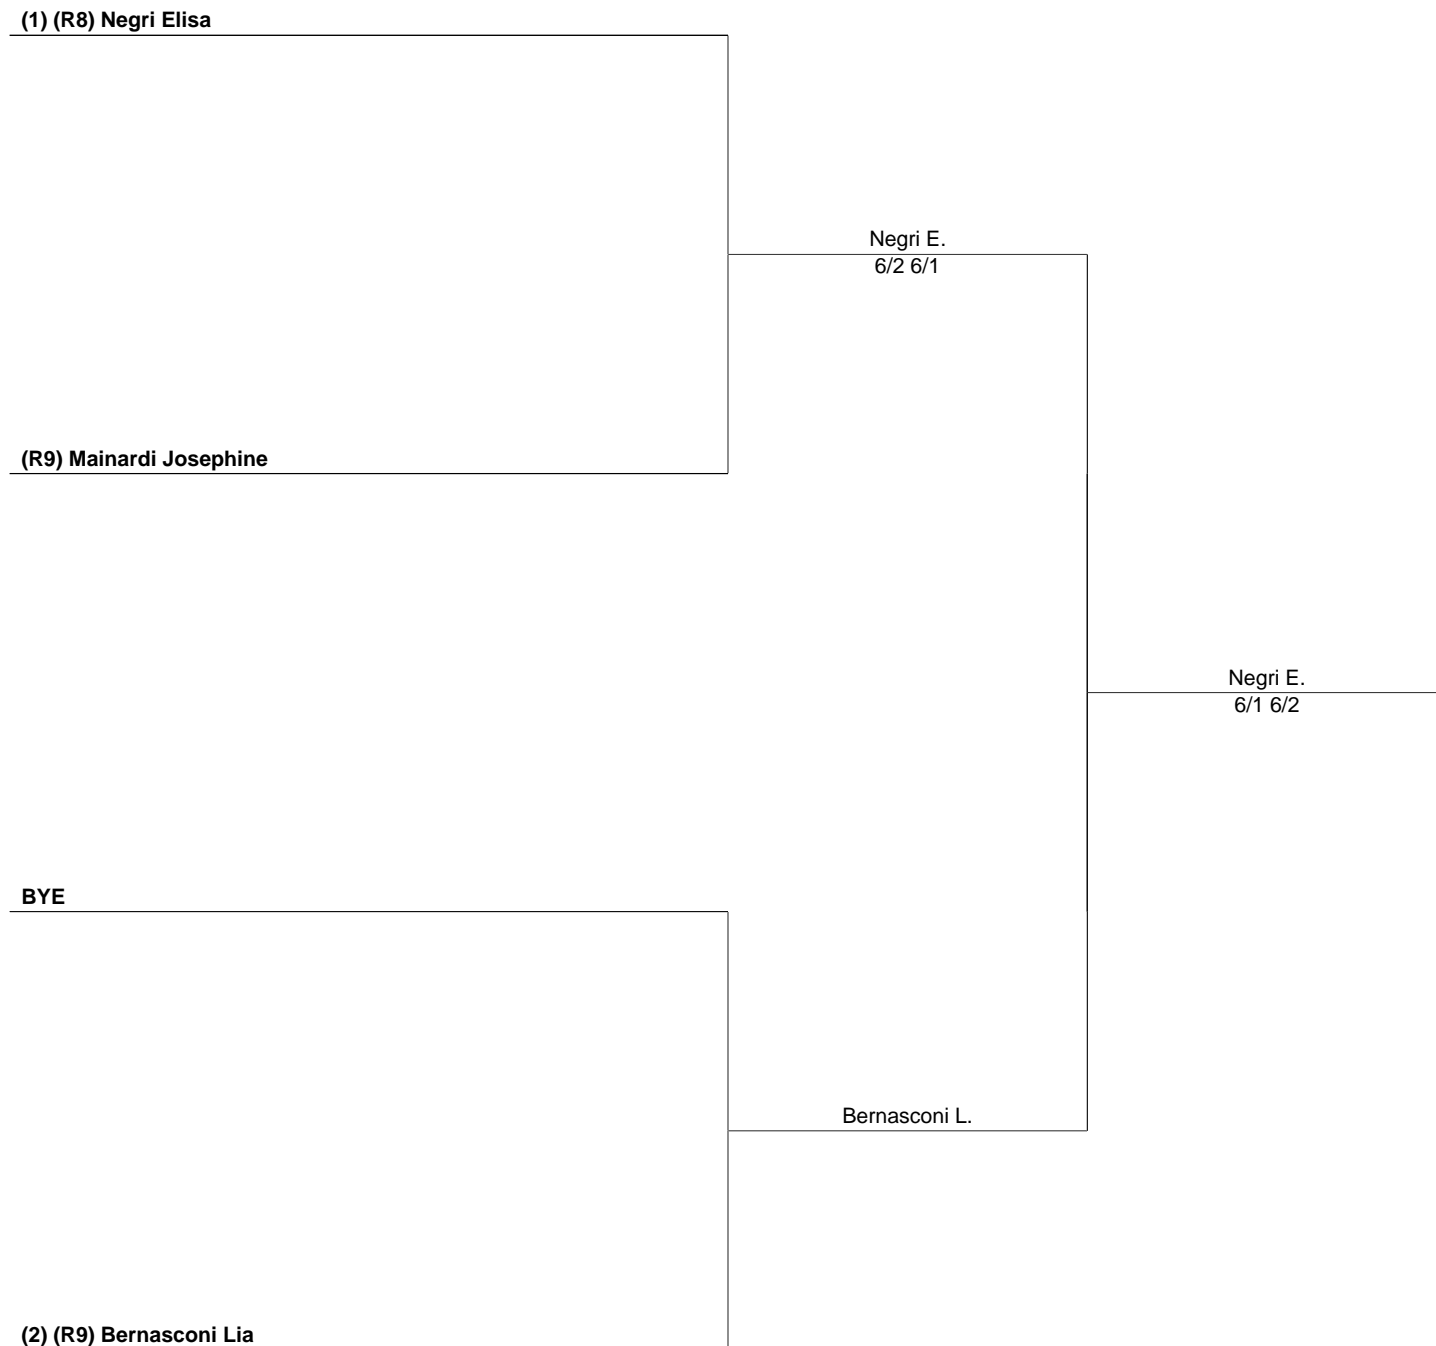 (1) (R8) Negri Elisa
Negri E.
6/2 6/1
(R9) Mainardi Josephine
Negri E.
6/1 6/2
BYE
Bernasconi L.
(2) (R9) Bernasconi Lia